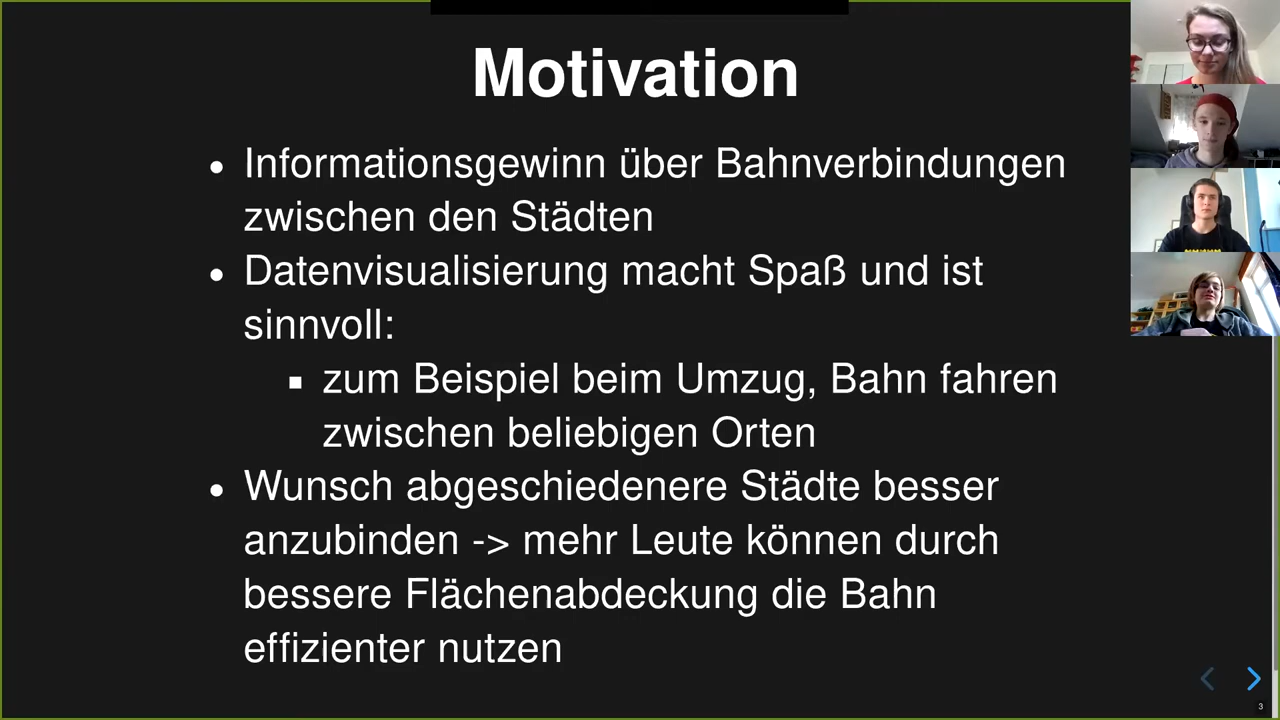 Motivation
Informationsgewinn über Bahnverbindungen
zwischen den Städten
Datenvisualisierung macht Spaß und ist
sinnvoll:
zum Beispiel beim Umzug, Bahn fahren
zwischen beliebigen Orten
Wunsch abgeschiedenere Städte besser
anzubinden -> mehr Leute können durch
bessere Flächenabdeckung die Bahn
effizienter nutzen
3